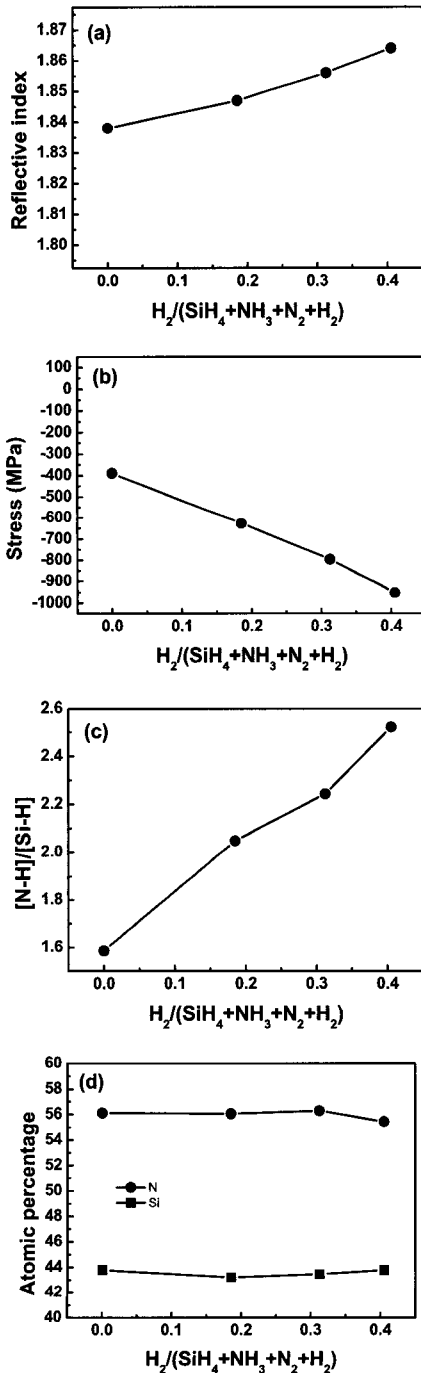 (a)
Reflective index
1.87
1.86
1.85
1.84
1.83
1.82
1.81
1.80
0.0 0.1 0.2 0.3 0.4
H₂/(SiH₄+NH₃+N₂+H₂)
(b)
Stress (MPa)
100
0
-100
-200
-300
-400
-500
-600
-700
-800
-900
-1000
0.0 0.1 0.2 0.3 0.4
H₂/(SiH₄+NH₃+N₂+H₂)
(c)
[N-H]/[Si-H]
2.6
2.4
2.2
2.0
1.8
1.6
0.0 0.1 0.2 0.3 0.4
H₂/(SiH₄+NH₃+N₂+H₂)
(d)
Atomic percentage
60
58
56
54
52
50
48
46
44
42
40
N
Si
0.0 0.1 0.2 0.3 0.4
H₂/(SiH₄+NH₃+N₂+H₂)